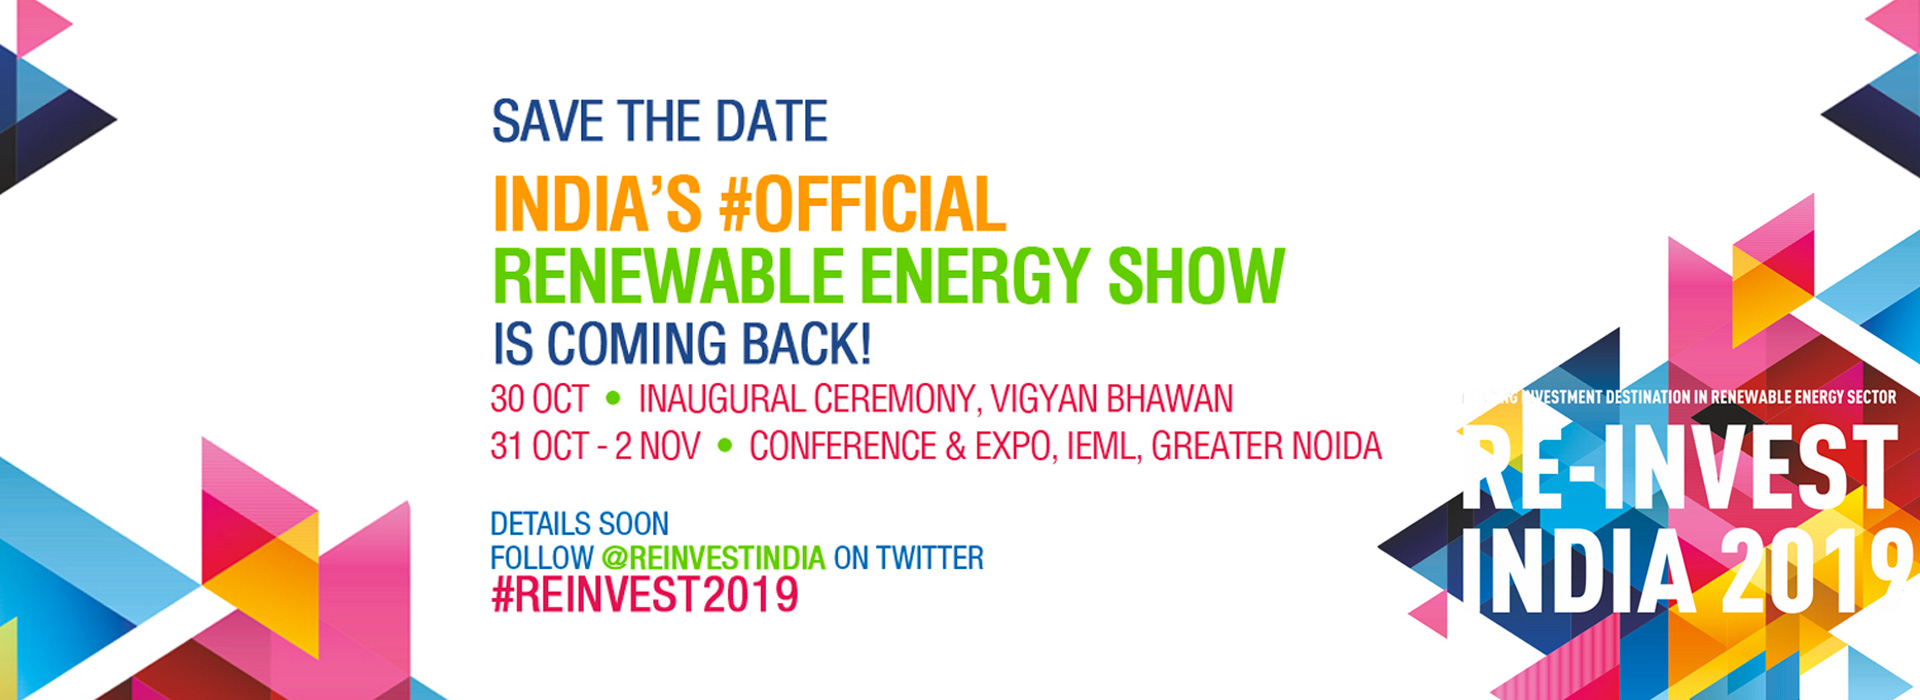 SAVE THE DATE
INDIA'S #OFFICIAL
RENEWABLE ENERGY SHOW
IS COMING BACK!
30 OCT • INAUGURAL CEREMONY, VIGYAN BHAWAN
31 OCT - 2 NOV • CONFERENCE & EXPO, IEML, GREATER NOIDA
DETAILS SOON
FOLLOW @REINVESTINDIA ON TWITTER
#REINVEST2019
INVESTMENT DESTINATION IN RENEWABLE ENERGY SECTOR
RE-INVEST
INDIA 2019